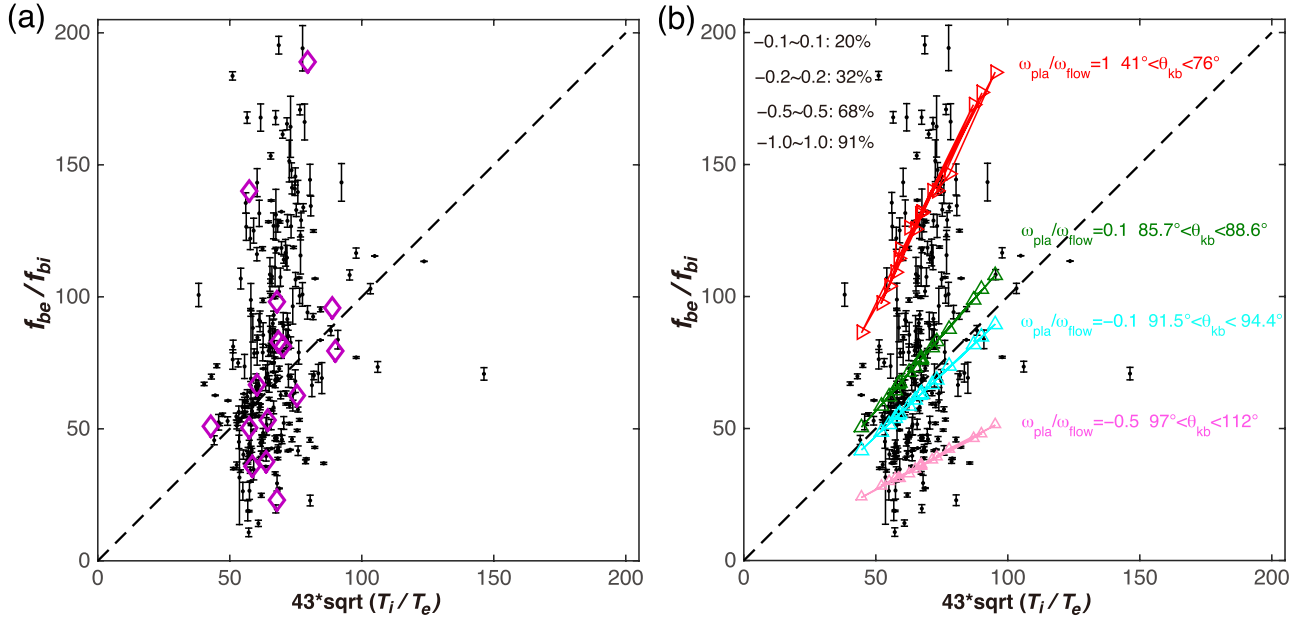 (a)
200
150
100
50
0
f_be / f_bi
0 50 100 150 200
43*sqrt (T_i / T_e)
(b)
200
150
100
50
0
f_be / f_bi
−0.1~0.1: 20%
−0.2~0.2: 32%
−0.5~0.5: 68%
−1.0~1.0: 91%
ω_pla/ω_flow=1 41°<θ_kb<76°
ω_pla/ω_flow=0.1 85.7°<θ_kb<88.6°
ω_pla/ω_flow=−0.1 91.5°<θ_kb< 94.4°
ω_pla/ω_flow=−0.5 97°<θ_kb<112°
0 50 100 150 200
43*sqrt (T_i / T_e)